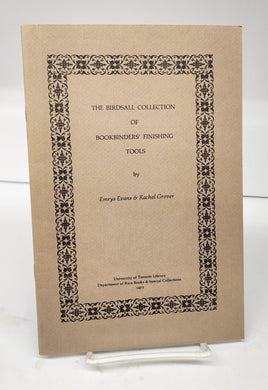 THE BIRDSALL COLLECTION
OF
BOOKBINDERS' FINISHING
TOOLS
by
Emrys Evans & Rachel Grover
University of Toronto Library
Department of Rare Books & Special Collections
1972